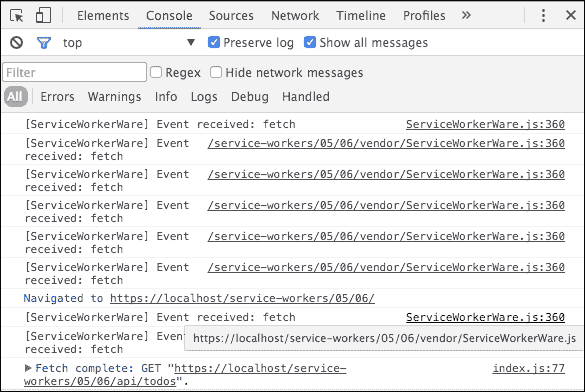 Elements Console Sources Network Timeline Profiles »
top ▼ Preserve log Show all messages
Filter Regex Hide network messages
All Errors Warnings Info Logs Debug Handled
[ServiceWorkerWare] Event received: fetch ServiceWorkerWare.js:360
[ServiceWorkerWare] Event /service-workers/05/06/vendor/ServiceWorkerWare.js:360
received: fetch
[ServiceWorkerWare] Event /service-workers/05/06/vendor/ServiceWorkerWare.js:360
received: fetch
[ServiceWorkerWare] Event /service-workers/05/06/vendor/ServiceWorkerWare.js:360
received: fetch
[ServiceWorkerWare] Event /service-workers/05/06/vendor/ServiceWorkerWare.js:360
received: fetch
[ServiceWorkerWare] Event /service-workers/05/06/vendor/ServiceWorkerWare.js:360
received: fetch
Navigated to https://localhost/service-workers/05/06/
[ServiceWorkerWare] Event received: fetch ServiceWorkerWare.js:360
[ServiceWorkerWare] Event
received: fetch https://localhost/service-workers/05/06/vendor/ServiceWorkerWare.js
▶ Fetch complete: GET "https://localhost/service- index.js:77
workers/05/06/api/todos".